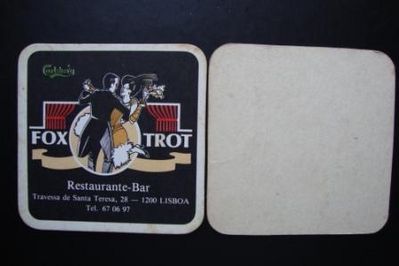 Carlsberg
FOX TROT
Restaurante-Bar
Travessa de Santa Teresa, 28 — 1200 LISBOA
Tel. 67 06 97